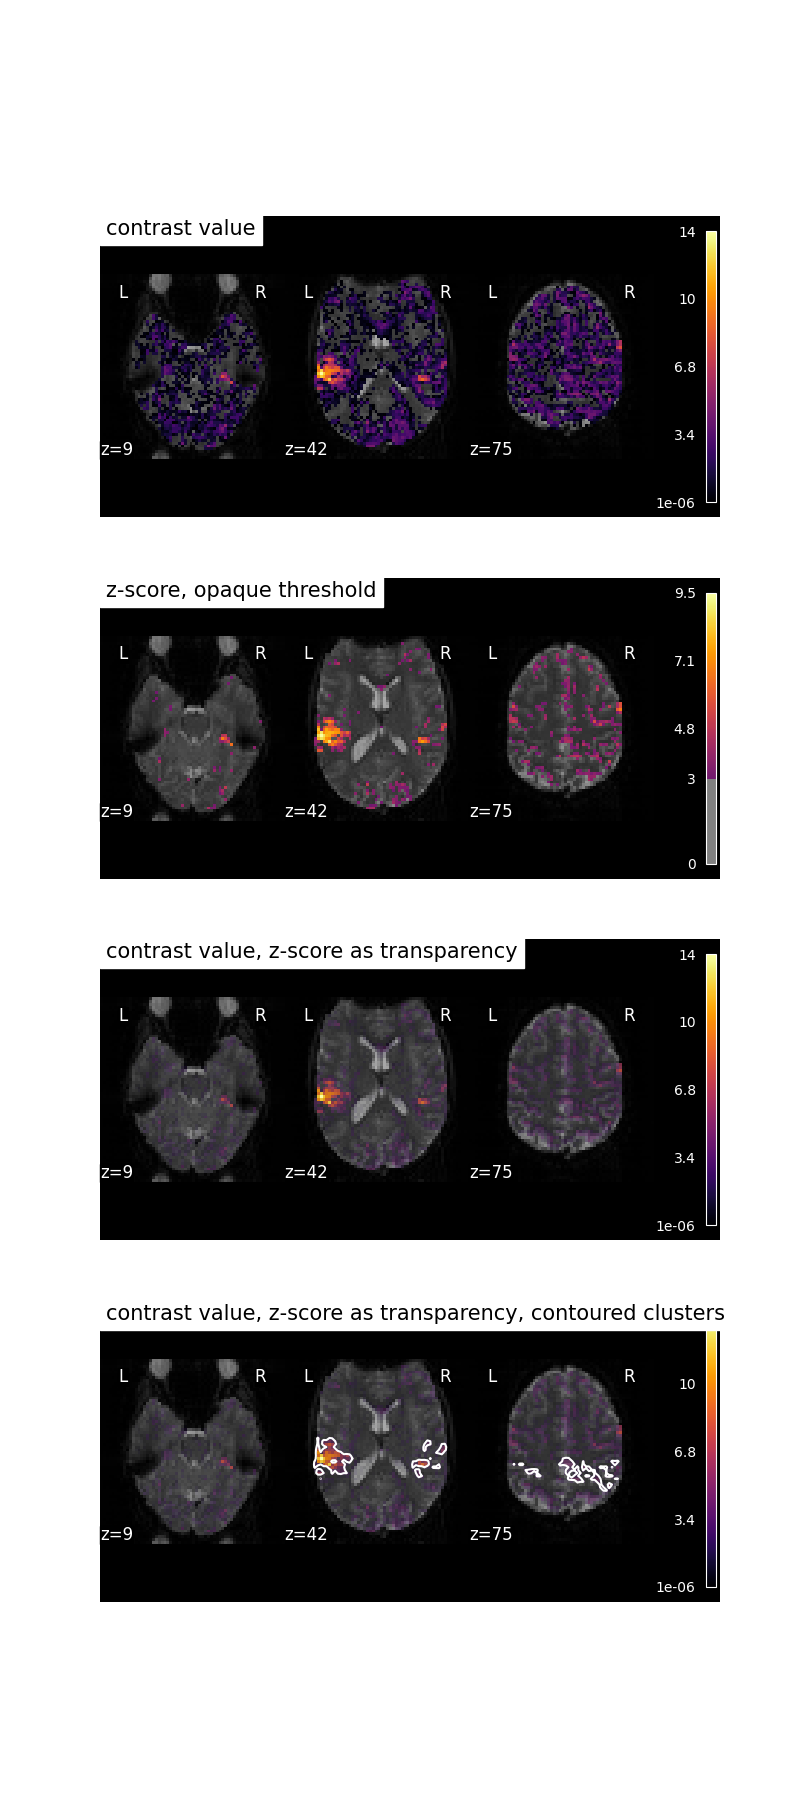 contrast value
14
L R L R L R
10
6.8
3.4
z=9 z=42 z=75
1e-06
z-score, opaque threshold
9.5
L R L R L R
7.1
4.8
3
z=9 z=42 z=75
0
contrast value, z-score as transparency
14
L R L R L R
10
6.8
3.4
z=9 z=42 z=75
1e-06
contrast value, z-score as transparency, contoured clusters
L R L R L R
10
6.8
3.4
z=9 z=42 z=75
1e-06